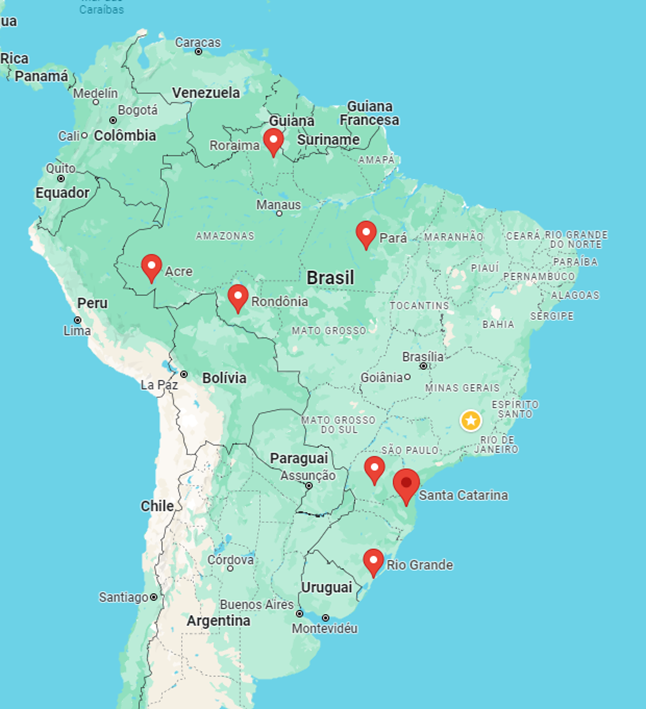 Caraibas
ua
Rica
Panamá
Caracas
Medelín
Venezuela
Bogotá
Cali
Colômbia
Guiana
Guiana
Francesa
Roraima
Suriname
AMAPÁ
Quito
Equador
Manaus
AMAZONAS
Pará
MARANHÃO
CEARÁ
RIO GRANDE
DO NORTE
PARAÍBA
PIAUÍ
PERNAMBUCO
Acre
Brasil
ALAGOAS
Peru
Rondônia
TOCANTINS
SERGIPE
Lima
MATO GROSSO
BAHIA
Brasília
La Paz
Bolívia
Goiânia
MINAS GERAIS
ESPÍRITO
SANTO
MATO GROSSO
DO SUL
RIO DE
JANEIRO
SÃO PAULO
Paraguai
Assunção
Santa Catarina
Chile
Córdova
Rio Grande
Uruguai
Santiago
Buenos Aires
Argentina
Montevidéu